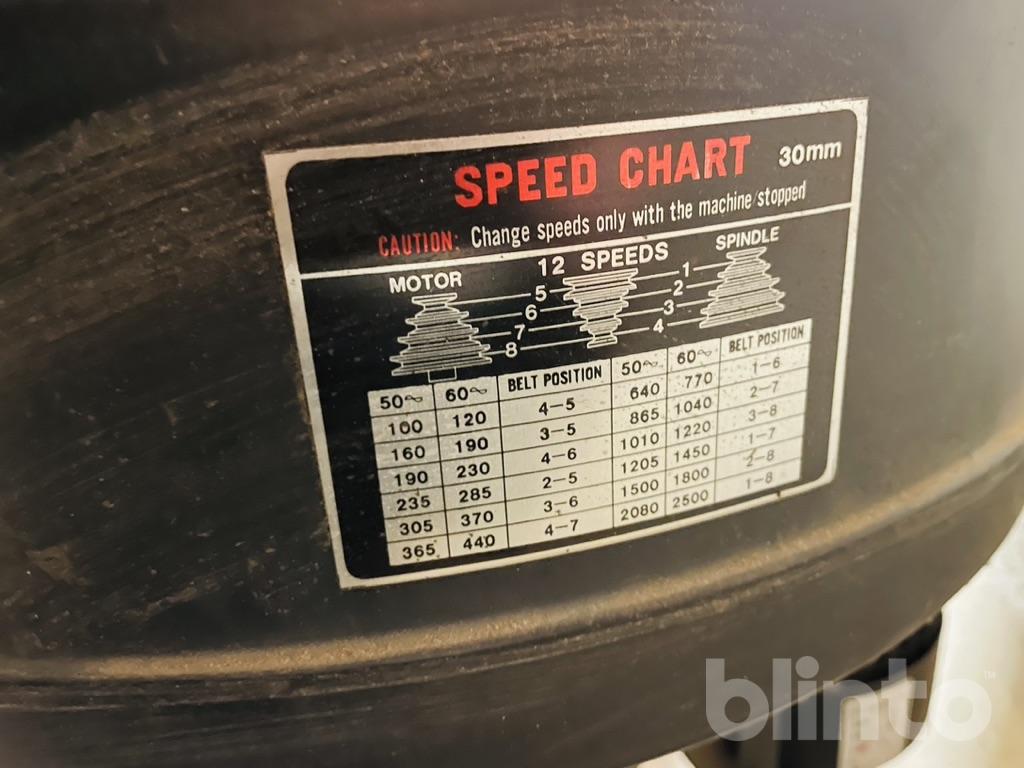 SPEED CHART 30mm
CAUTION: Change speeds only with the machine stopped
MOTOR 12 SPEEDS SPINDLE
5 1
6 2
7 3
8 4
50~ 60~ BELT POSITION 50~ 60~ BELT POSITION
100 120 4-5 640 770 1-6
160 190 3-5 865 1040 2-7
190 230 4-6 1010 1220 3-8
235 285 2-5 1205 1450 1-7
305 370 3-6 1500 1800 2-8
365 440 4-7 2080 2500 1-8
blinto™